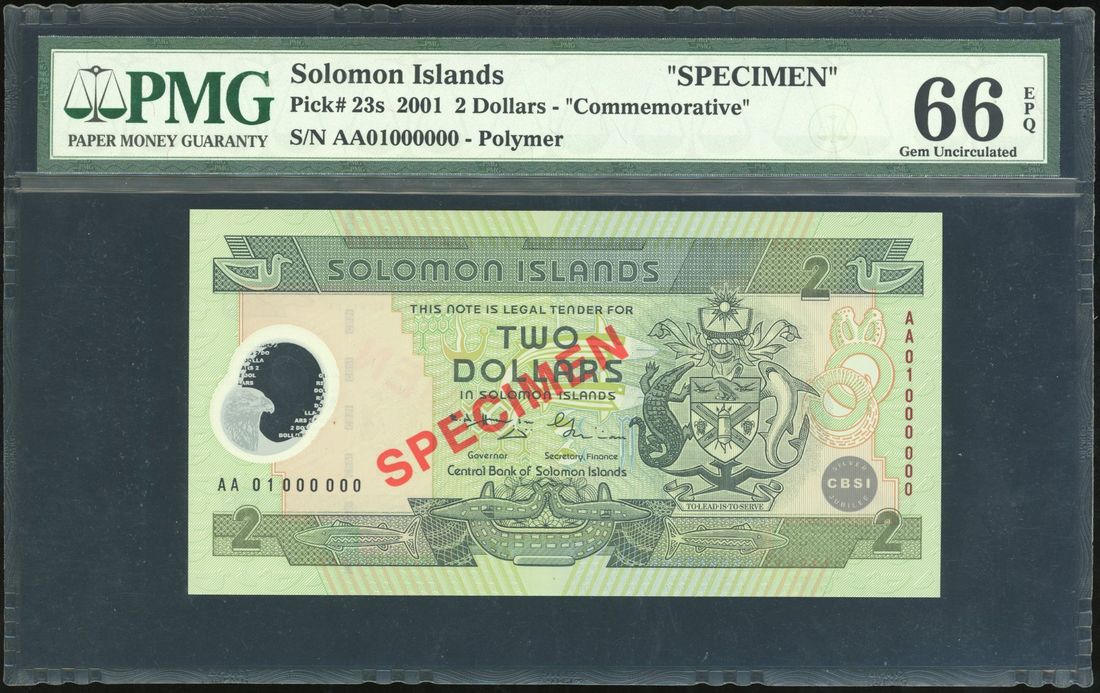 PMG
PAPER MONEY GUARANTY
Solomon Islands "SPECIMEN"
Pick# 23s 2001 2 Dollars - "Commemorative"
S/N AA01000000 - Polymer
66
EPQ
Gem Uncirculated
SOLOMON ISLANDS
2
THIS NOTE IS LEGAL TENDER FOR
TWO
DOLLARS
IN SOLOMON ISLANDS
SPECIMEN
Governor Secretary, Finance
Central Bank of Solomon Islands
AA 01000000
AA01000000
TO LEAD IS TO SERVE
SILVER
CBSI
JUBILEE
2
2